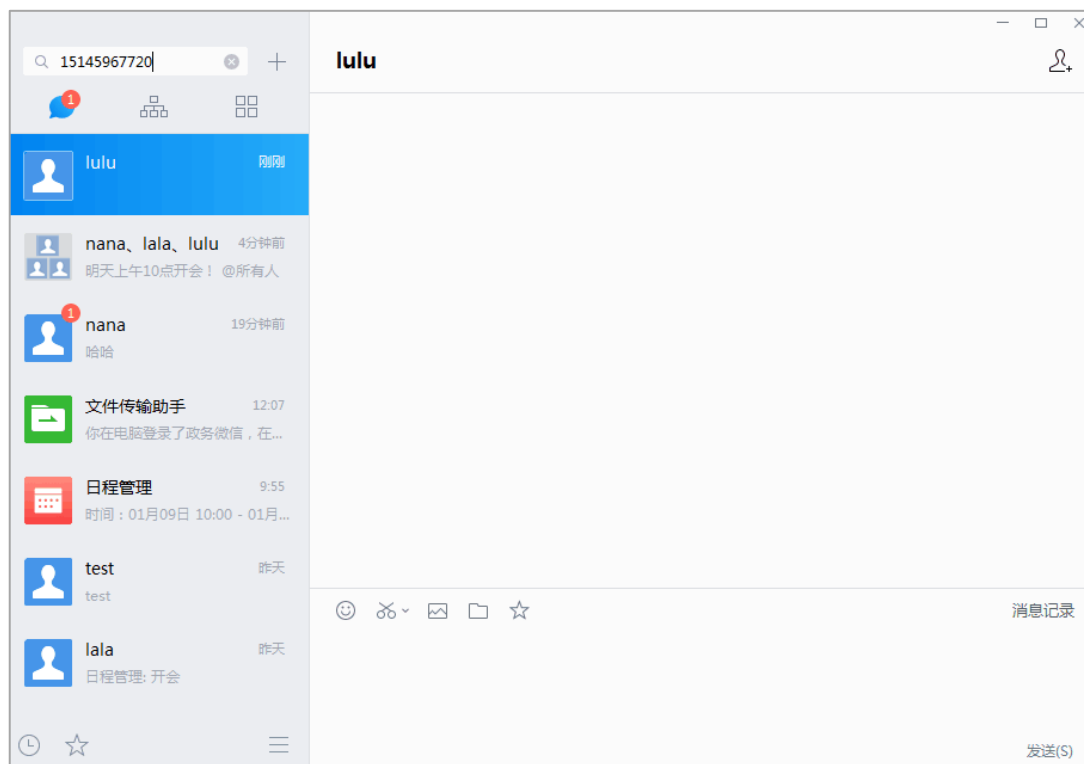 15145967720
lulu
1
lulu
刚刚
nana、lala、lulu
4分钟前
明天上午10点开会！ @所有人
1
nana
19分钟前
哈哈
文件传输助手
12:07
你在电脑登录了政务微信，在...
日程管理
9:55
时间：01月09日 10:00 - 01月...
test
昨天
test
lala
昨天
日程管理: 开会
消息记录
发送(S)